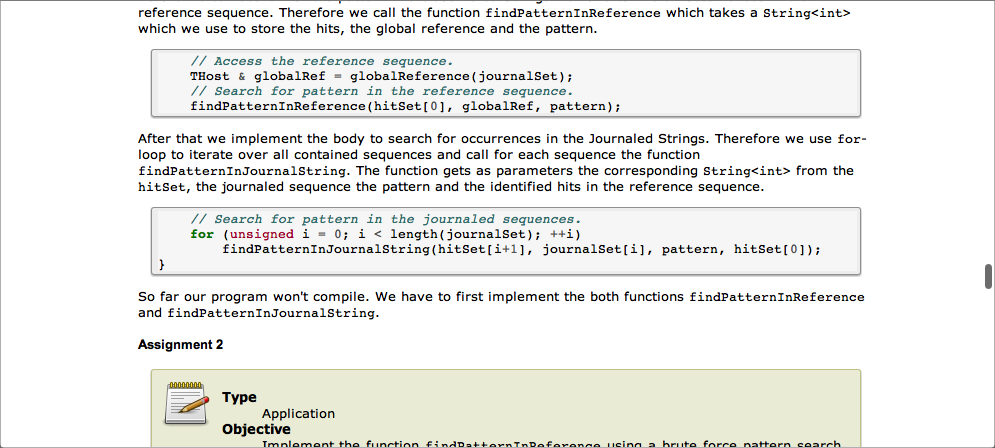 reference sequence. Therefore we call the function findPatternInReference which takes a String<int>
which we use to store the hits, the global reference and the pattern.
// Access the reference sequence.
THost & globalRef = globalReference(journalSet);
// Search for pattern in the reference sequence.
findPatternInReference(hitSet[0], globalRef, pattern);
After that we implement the body to search for occurrences in the Journaled Strings. Therefore we use for-
loop to iterate over all contained sequences and call for each sequence the function
findPatternInJournalString. The function gets as parameters the corresponding String<int> from the
hitSet, the journaled sequence the pattern and the identified hits in the reference sequence.
// Search for pattern in the journaled sequences.
for (unsigned i = 0; i < length(journalSet); ++i)
findPatternInJournalString(hitSet[i+1], journalSet[i], pattern, hitSet[0]);
}
So far our program won't compile. We have to first implement the both functions findPatternInReference
and findPatternInJournalString.
Assignment 2
Type
Application
Objective
Implement the function findPatternInReference using a brute force pattern search